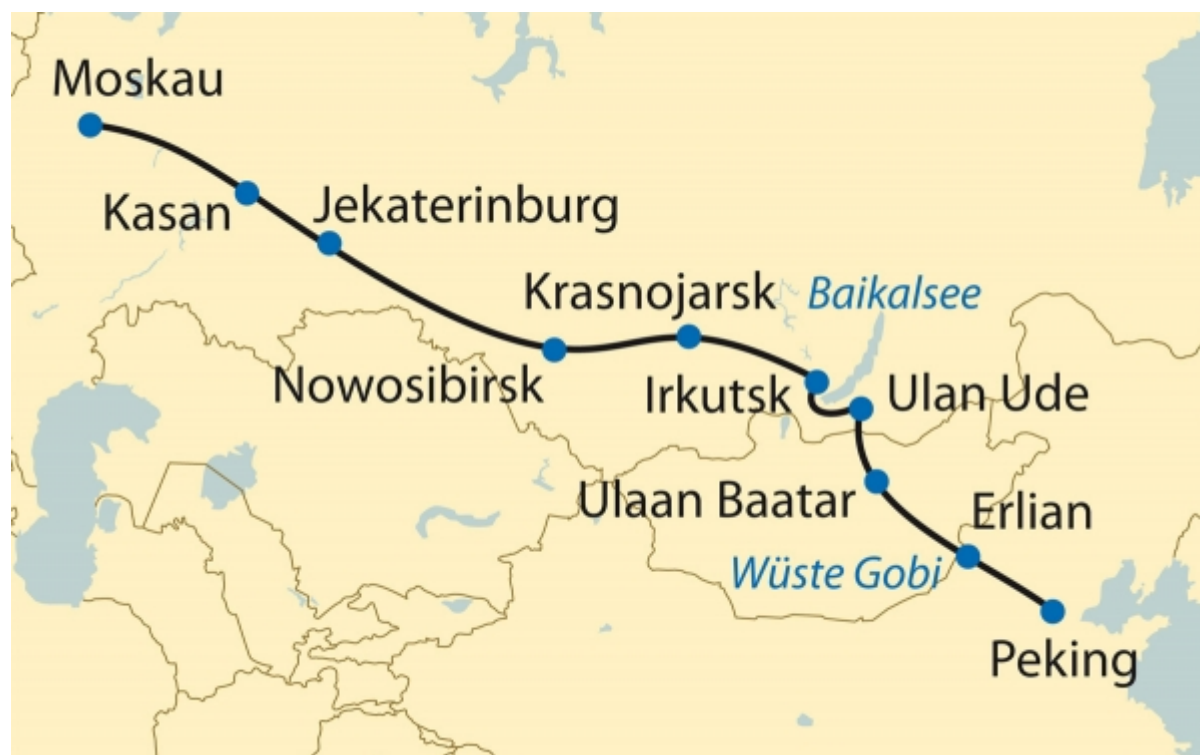 Moskau
Kasan
Jekaterinburg
Krasnojarsk
Baikalsee
Nowosibirsk
Irkutsk
Ulan Ude
Ulaan Baatar
Erlian
Wüste Gobi
Peking